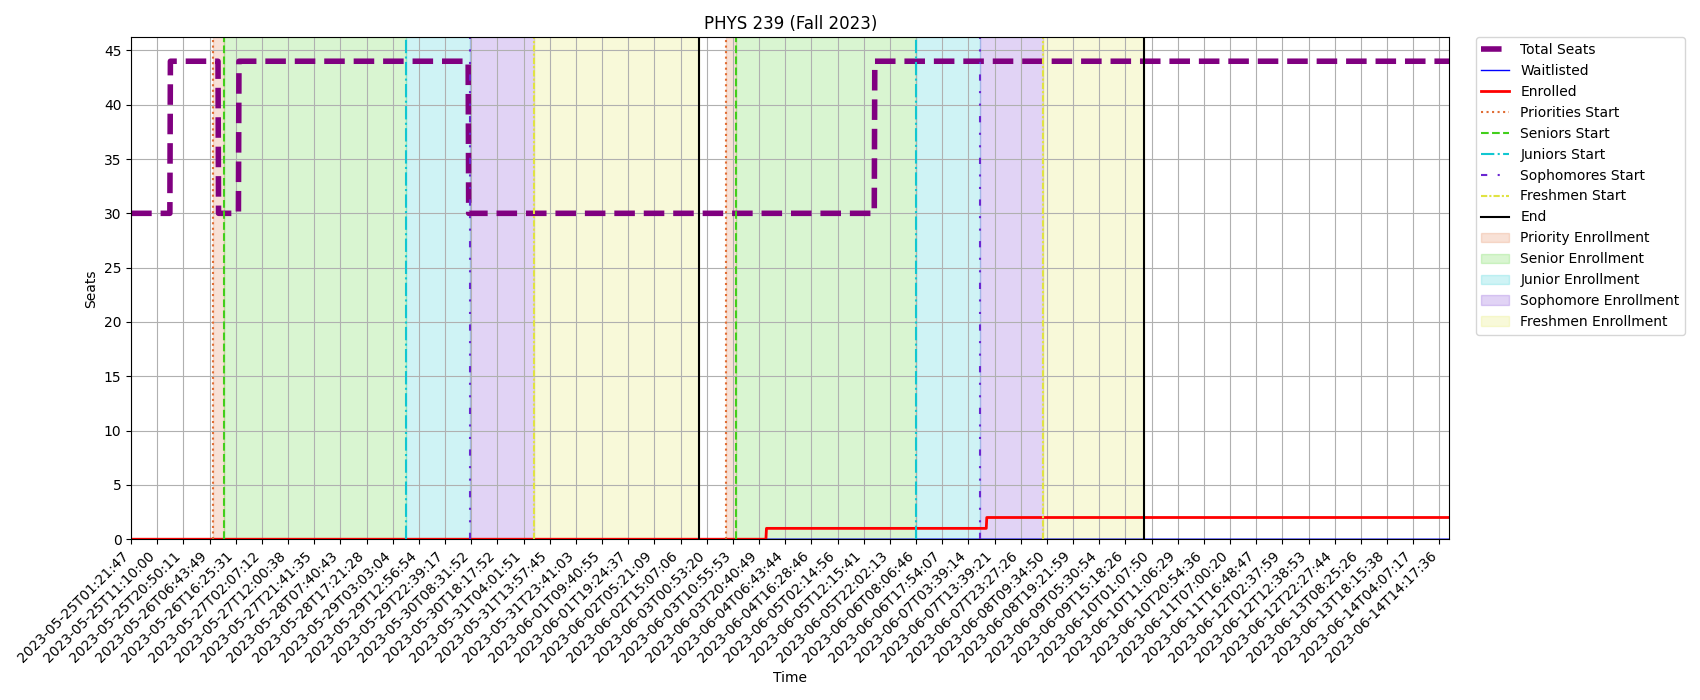 PHYS 239 (Fall 2023)
Seats
45
40
35
30
25
20
15
10
5
0
Total Seats
Waitlisted
Enrolled
Priorities Start
Seniors Start
Juniors Start
Sophomores Start
Freshmen Start
End
Priority Enrollment
Senior Enrollment
Junior Enrollment
Sophomore Enrollment
Freshmen Enrollment
2023-05-25T01:21:47
2023-05-25T11:10:00
2023-05-25T20:50:11
2023-05-26T06:43:49
2023-05-26T16:25:31
2023-05-27T02:07:12
2023-05-27T12:00:38
2023-05-27T21:41:35
2023-05-28T07:40:43
2023-05-28T17:21:28
2023-05-29T03:03:04
2023-05-29T12:56:54
2023-05-29T22:39:17
2023-05-30T08:31:52
2023-05-30T18:17:52
2023-05-31T04:01:51
2023-05-31T13:57:45
2023-05-31T23:41:03
2023-06-01T09:40:55
2023-06-01T19:24:37
2023-06-02T05:21:09
2023-06-02T15:07:06
2023-06-03T00:53:20
2023-06-03T10:55:53
2023-06-03T20:40:49
2023-06-04T06:43:44
2023-06-04T16:28:46
2023-06-05T02:14:56
2023-06-05T12:15:41
2023-06-05T22:02:13
2023-06-06T08:06:46
2023-06-06T17:54:07
2023-06-07T03:39:14
2023-06-07T13:39:21
2023-06-07T23:27:26
2023-06-08T09:34:50
2023-06-08T19:21:59
2023-06-09T05:30:54
2023-06-09T15:18:26
2023-06-10T01:07:50
2023-06-10T11:06:29
2023-06-10T20:54:36
2023-06-11T07:00:20
2023-06-11T16:48:47
2023-06-12T02:37:59
2023-06-12T12:38:53
2023-06-12T22:27:44
2023-06-13T08:25:26
2023-06-13T18:15:38
2023-06-14T04:07:17
2023-06-14T14:17:36
Time